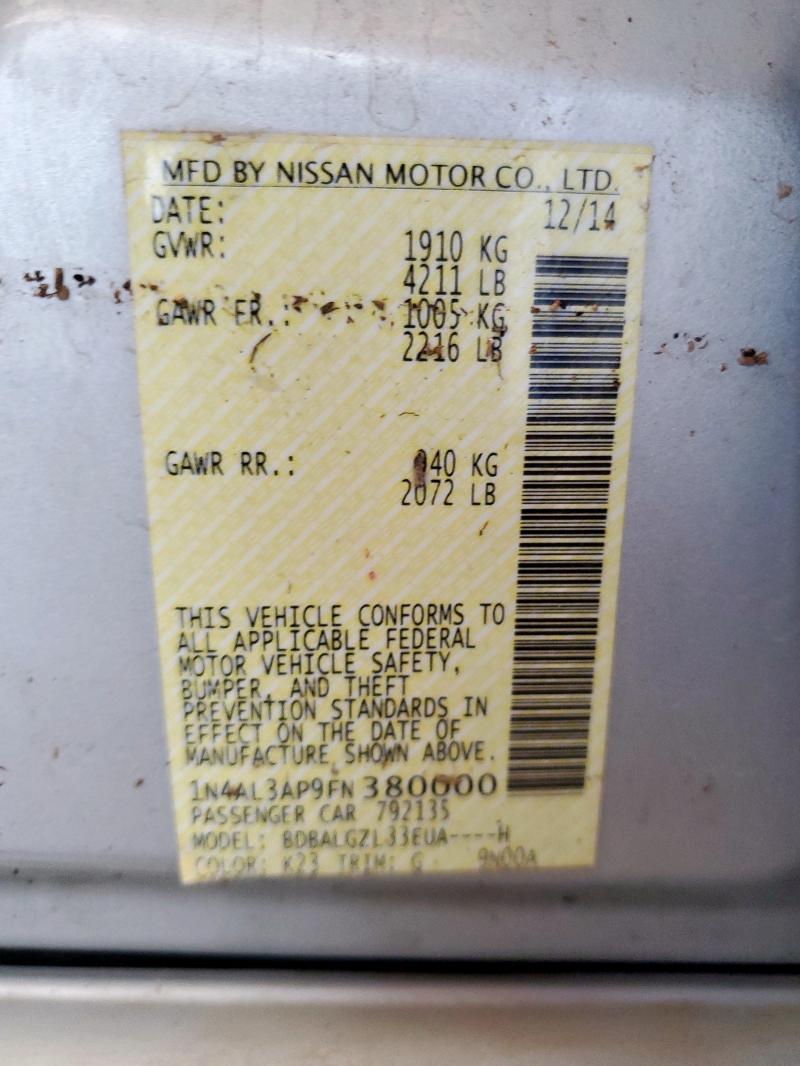 MFD BY NISSAN MOTOR CO., LTD.
DATE: 12/14
GVWR: 1910 KG
4211 LB
GAWR FR.: 1005 KG
2216 LB
GAWR RR.: 940 KG
2072 LB
THIS VEHICLE CONFORMS TO
ALL APPLICABLE FEDERAL
MOTOR VEHICLE SAFETY,
BUMPER, AND THEFT
PREVENTION STANDARDS IN
EFFECT ON THE DATE OF
MANUFACTURE SHOWN ABOVE.
1N4AL3AP9FN 380000
PASSENGER CAR 792135
MODEL: BDBALGZL33EUA----H
COLOR: K23 TRIM: G